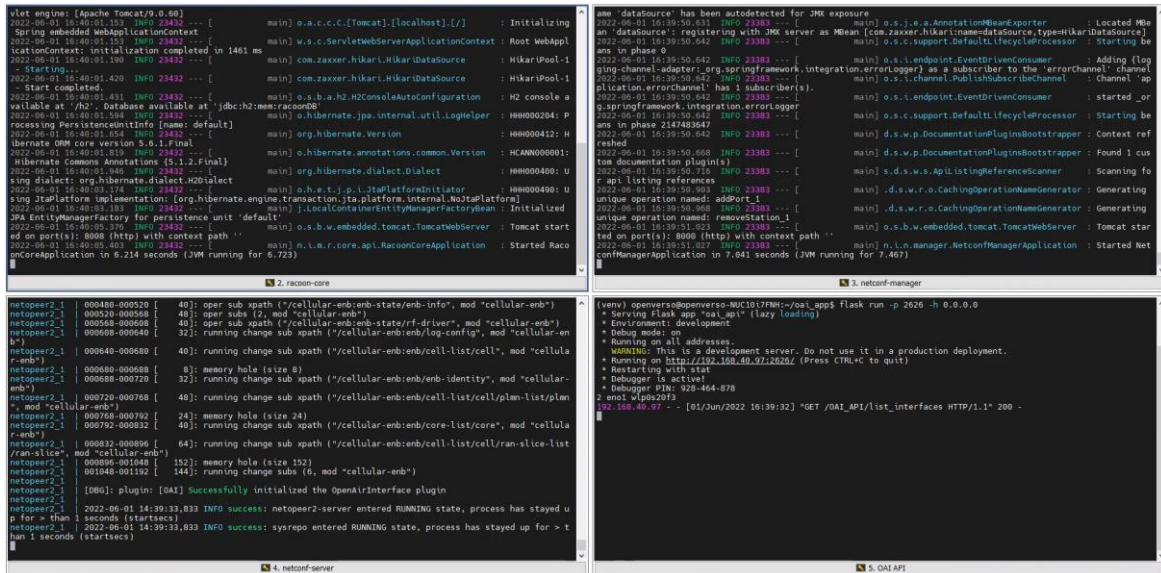 vlet engine: [Apache Tomcat/9.0.60]
2022-06-01 16:40:01.153 INFO 23432 --- [ main] o.a.c.c.C.[Tomcat].[localhost].[/] : Initializing
Spring embedded WebApplicationContext
2022-06-01 16:40:01.153 INFO 23432 --- [ main] w.s.c.ServletWebServerApplicationContext : Root WebAppl
icationContext: initialization completed in 1461 ms
2022-06-01 16:40:01.190 INFO 23432 --- [ main] com.zaxxer.hikari.HikariDataSource : HikariPool-1
- Starting...
2022-06-01 16:40:01.420 INFO 23432 --- [ main] com.zaxxer.hikari.HikariDataSource : HikariPool-1
- Start completed.
2022-06-01 16:40:01.431 INFO 23432 --- [ main] o.s.b.a.h2.H2ConsoleAutoConfiguration : H2 console a
vailable at '/h2'. Database available at 'jdbc:h2:mem:racoonDB'
2022-06-01 16:40:01.594 INFO 23432 --- [ main] o.hibernate.jpa.internal.util.LogHelper : HHH000204: P
rocessing PersistenceUnitInfo [name: default]
2022-06-01 16:40:01.654 INFO 23432 --- [ main] org.hibernate.Version : HHH000412: H
ibernate ORM core version 5.6.1.Final
2022-06-01 16:40:01.819 INFO 23432 --- [ main] o.hibernate.annotations.common.Version : HCANN000001:
Hibernate Commons Annotations {5.1.2.Final}
2022-06-01 16:40:01.946 INFO 23432 --- [ main] org.hibernate.dialect.Dialect : HHH000400: U
sing dialect: org.hibernate.dialect.H2Dialect
2022-06-01 16:40:03.174 INFO 23432 --- [ main] o.h.e.t.j.p.i.JtaPlatformInitiator : HHH000490: U
sing JtaPlatform implementation: [org.hibernate.engine.transaction.jta.platform.internal.NoJtaPlatform]
2022-06-01 16:40:03.183 INFO 23432 --- [ main] j.LocalContainerEntityManagerFactoryBean : Initialized
JPA EntityManagerFactory for persistence unit 'default'
2022-06-01 16:40:05.376 INFO 23432 --- [ main] o.s.b.w.embedded.tomcat.TomcatWebServer : Tomcat start
ed on port(s): 8008 (http) with context path ''
2022-06-01 16:40:05.403 INFO 23432 --- [ main] n.i.m.r.core.api.RacoonCoreApplication : Started Raco
onCoreApplication in 6.214 seconds (JVM running for 6.723)
2. racoon-core
ame 'dataSource' has been autodetected for JMX exposure
2022-06-01 16:39:50.631 INFO 23383 --- [ main] o.s.j.e.a.AnnotationMBeanExporter : Located MBe
an 'dataSource': registering with JMX server as MBean [com.zaxxer.hikari:name=dataSource,type=HikariDataSource]
2022-06-01 16:39:50.642 INFO 23383 --- [ main] o.s.c.support.DefaultLifecycleProcessor : Starting be
ans in phase 0
2022-06-01 16:39:50.642 INFO 23383 --- [ main] o.s.i.endpoint.EventDrivenConsumer : Adding {log
ging-channel-adapter:_org.springframework.integration.errorLogger} as a subscriber to the 'errorChannel' channel
2022-06-01 16:39:50.642 INFO 23383 --- [ main] o.s.i.channel.PublishSubscribeChannel : Channel 'ap
plication.errorChannel' has 1 subscriber(s).
2022-06-01 16:39:50.642 INFO 23383 --- [ main] o.s.i.endpoint.EventDrivenConsumer : started _or
g.springframework.integration.errorLogger
2022-06-01 16:39:50.642 INFO 23383 --- [ main] o.s.c.support.DefaultLifecycleProcessor : Starting be
ans in phase 2147483647
2022-06-01 16:39:50.642 INFO 23383 --- [ main] d.s.w.p.DocumentationPluginsBootstrapper : Context ref
reshed
2022-06-01 16:39:50.668 INFO 23383 --- [ main] d.s.w.p.DocumentationPluginsBootstrapper : Found 1 cus
tom documentation plugin(s)
2022-06-01 16:39:50.716 INFO 23383 --- [ main] s.d.s.w.s.ApiListingReferenceScanner : Scanning fo
r api listing references
2022-06-01 16:39:50.903 INFO 23383 --- [ main] .d.s.w.r.o.CachingOperationNameGenerator : Generating
unique operation named: addPort_1
2022-06-01 16:39:50.968 INFO 23383 --- [ main] .d.s.w.r.o.CachingOperationNameGenerator : Generating
unique operation named: removeStation_1
2022-06-01 16:39:51.023 INFO 23383 --- [ main] o.s.b.w.embedded.tomcat.TomcatWebServer : Tomcat star
ted on port(s): 8000 (http) with context path ''
2022-06-01 16:39:51.027 INFO 23383 --- [ main] n.i.n.manager.NetconfManagerApplication : Started Net
confManagerApplication in 7.041 seconds (JVM running for 7.467)
3. netconf-manager
netopeer2_1 | 000480-000520 [ 40]: oper sub xpath ("/cellular-enb:enb-state/enb-info", mod "cellular-enb")
netopeer2_1 | 000520-000568 [ 48]: oper subs (2, mod "cellular-enb")
netopeer2_1 | 000568-000608 [ 40]: oper sub xpath ("/cellular-enb:enb-state/rf-driver", mod "cellular-enb")
netopeer2_1 | 000608-000640 [ 32]: running change sub xpath ("/cellular-enb:enb/log-config", mod "cellular-en
b")
netopeer2_1 | 000640-000680 [ 40]: running change sub xpath ("/cellular-enb:enb/cell-list/cell", mod "cellula
r-enb")
netopeer2_1 | 000680-000688 [ 8]: memory hole (size 8)
netopeer2_1 | 000688-000720 [ 32]: running change sub xpath ("/cellular-enb:enb/enb-identity", mod "cellular-
enb")
netopeer2_1 | 000720-000768 [ 48]: running change sub xpath ("/cellular-enb:enb/cell-list/cell/plmn-list/plmn
", mod "cellular-enb")
netopeer2_1 | 000768-000792 [ 24]: memory hole (size 24)
netopeer2_1 | 000792-000832 [ 40]: running change sub xpath ("/cellular-enb:enb/core-list/core", mod "cellula
r-enb")
netopeer2_1 | 000832-000896 [ 64]: running change sub xpath ("/cellular-enb:enb/cell-list/cell/ran-slice-list
/ran-slice", mod "cellular-enb")
netopeer2_1 | 000896-001048 [ 152]: memory hole (size 152)
netopeer2_1 | 001048-001192 [ 144]: running change subs (6, mod "cellular-enb")
netopeer2_1 |
netopeer2_1 | [DBG]: plugin: [OAI] Successfully initialized the OpenAirInterface plugin
netopeer2_1 |
netopeer2_1 | 2022-06-01 14:39:33,833 INFO success: netopeer2-server entered RUNNING state, process has stayed u
p for > than 1 seconds (startsecs)
netopeer2_1 | 2022-06-01 14:39:33,833 INFO success: sysrepo entered RUNNING state, process has stayed up for > t
han 1 seconds (startsecs)
4. netconf-server
(venv) openverso@openverso-NUC10i7FNH:~/oai_app$ flask run -p 2626 -h 0.0.0.0
* Serving Flask app "oai_api" (lazy loading)
* Environment: development
* Debug mode: on
* Running on all addresses.
WARNING: This is a development server. Do not use it in a production deployment.
* Running on http://192.168.40.97:2626/ (Press CTRL+C to quit)
* Restarting with stat
* Debugger is active!
* Debugger PIN: 928-464-878
2 eno1 wlp0s20f3
192.168.40.97 - - [01/Jun/2022 16:39:32] "GET /OAI_API/list_interfaces HTTP/1.1" 200 -
5. OAI API